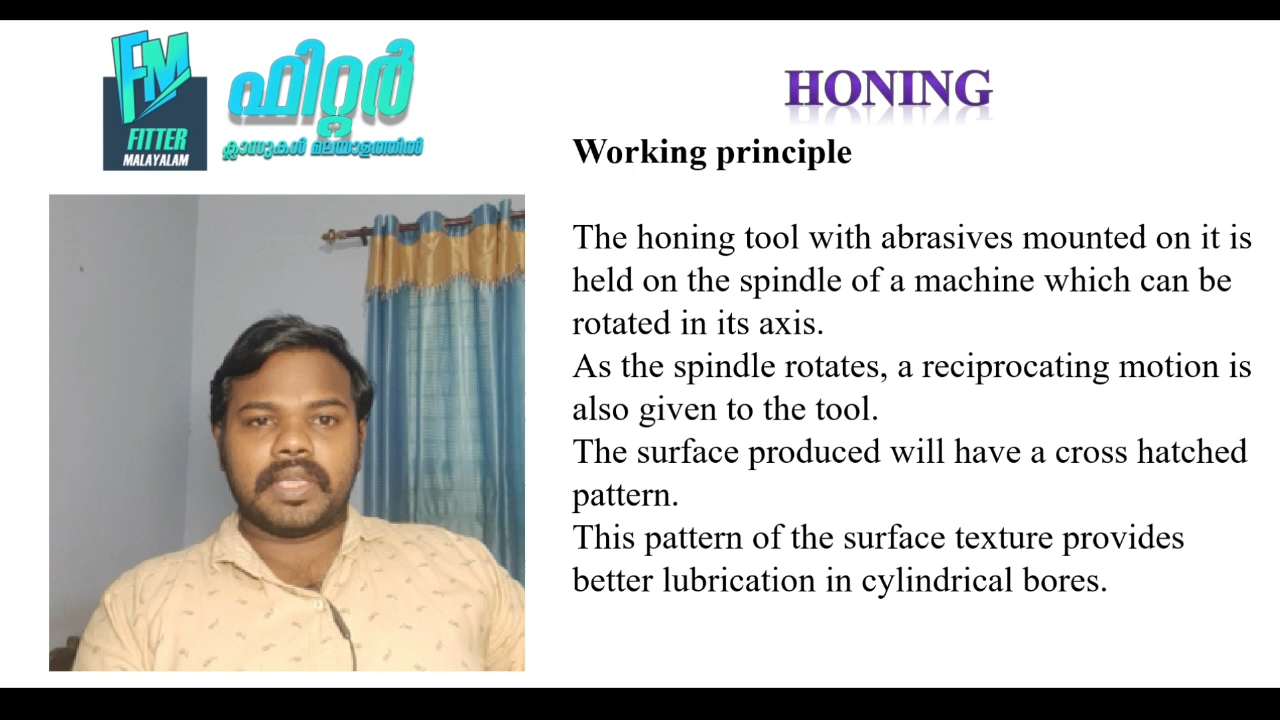 FM
FITTER
MALAYALAM
ഫിറ്റർ
ക്ലാസുകൾ മലയാളത്തിൽ
HONING
Working principle
The honing tool with abrasives mounted on it is
held on the spindle of a machine which can be
rotated in its axis.
As the spindle rotates, a reciprocating motion is
also given to the tool.
The surface produced will have a cross hatched
pattern.
This pattern of the surface texture provides
better lubrication in cylindrical bores.